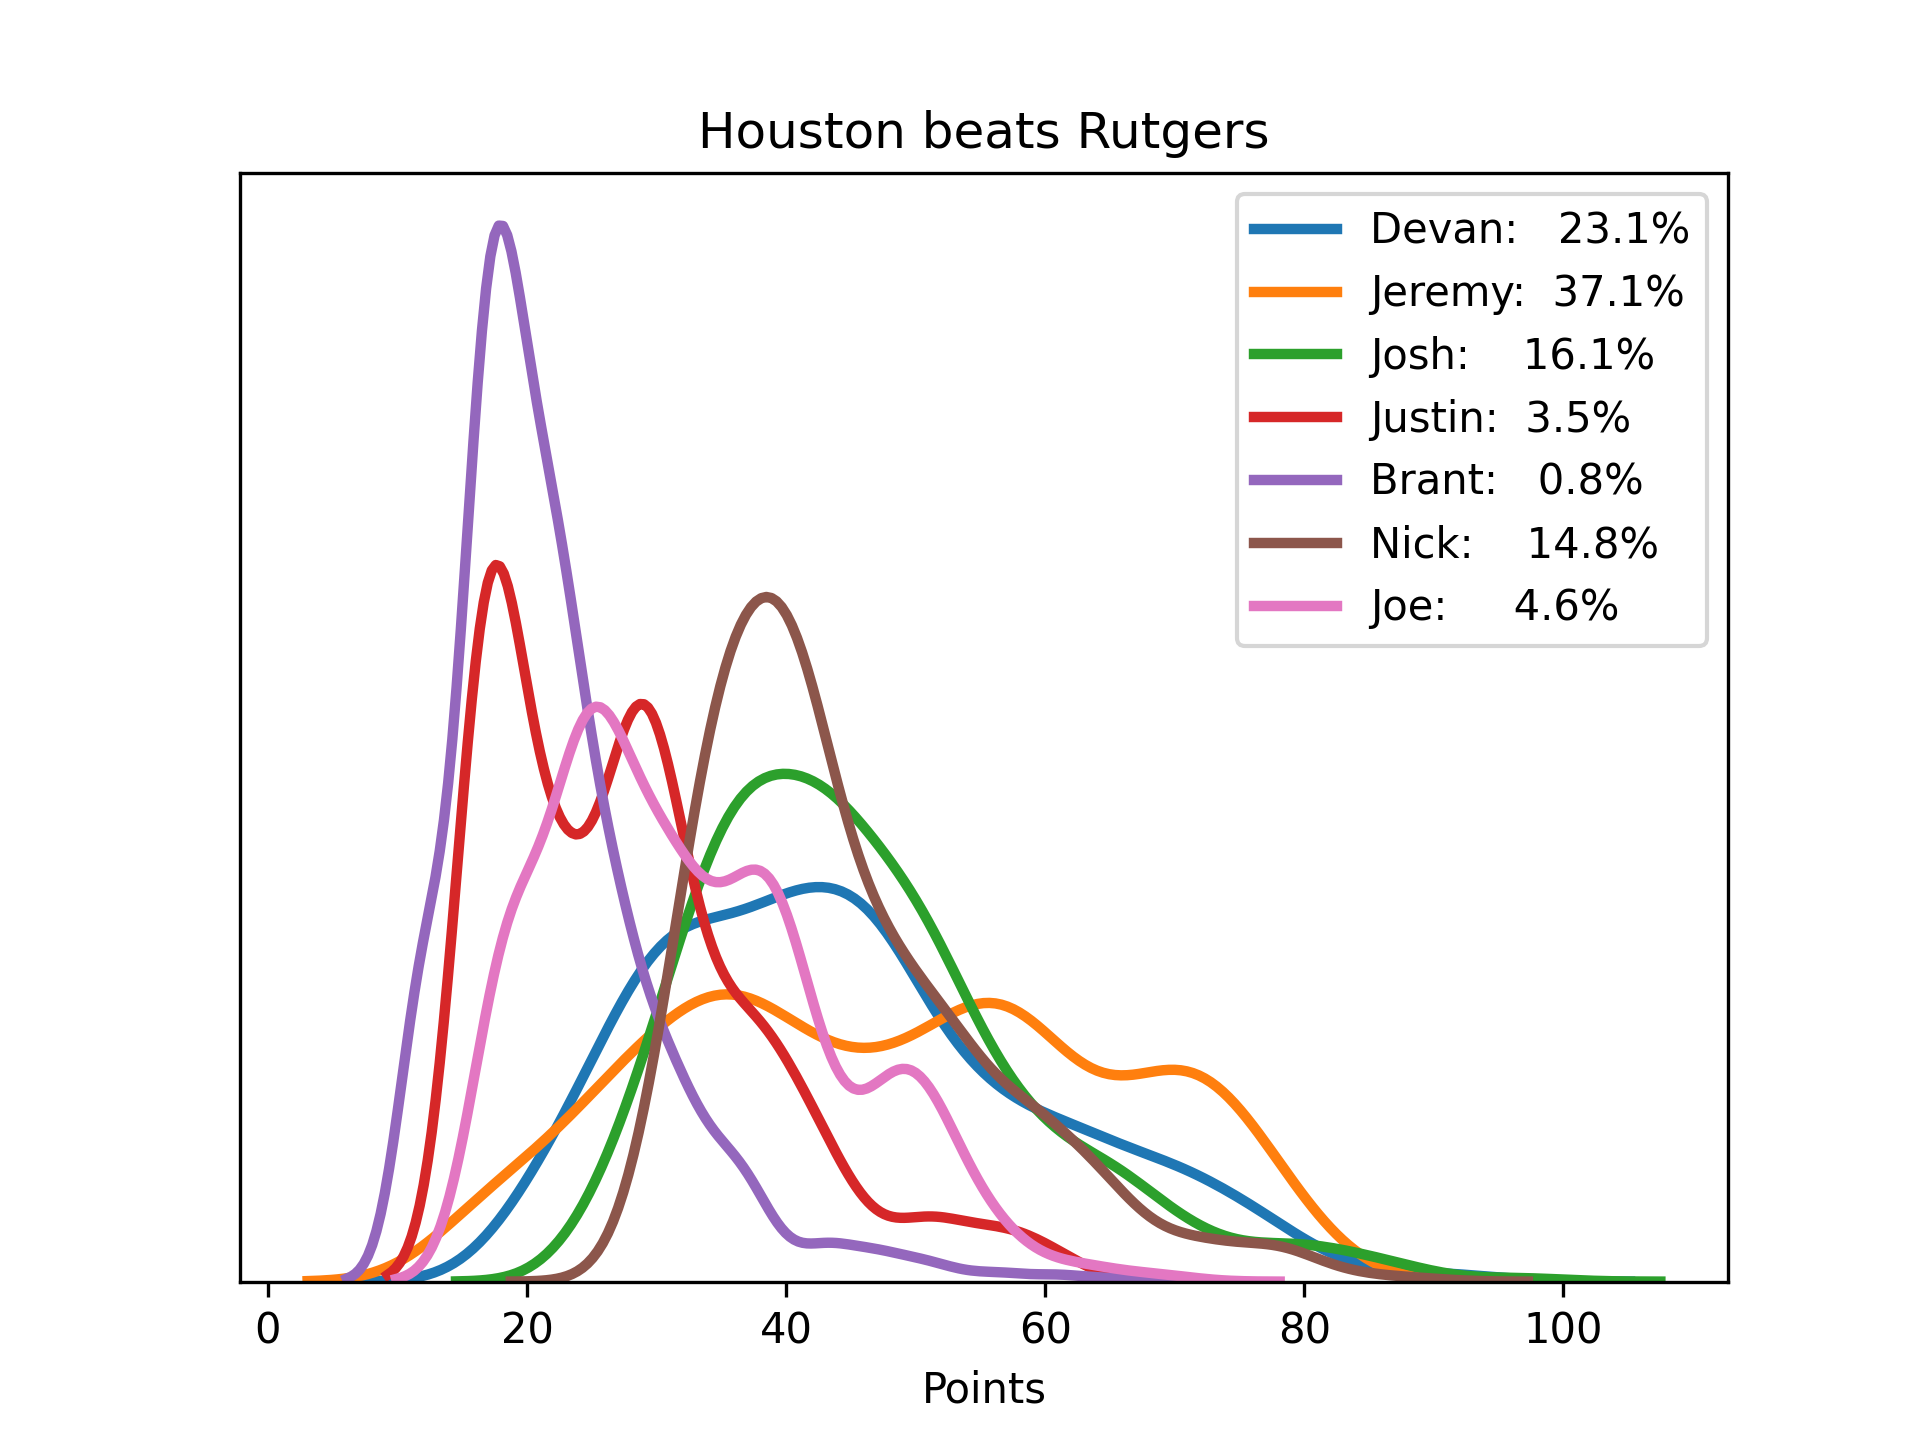 Houston beats Rutgers
Devan: 23.1%
Jeremy: 37.1%
Josh: 16.1%
Justin: 3.5%
Brant: 0.8%
Nick: 14.8%
Joe: 4.6%
0 20 40 60 80 100
Points